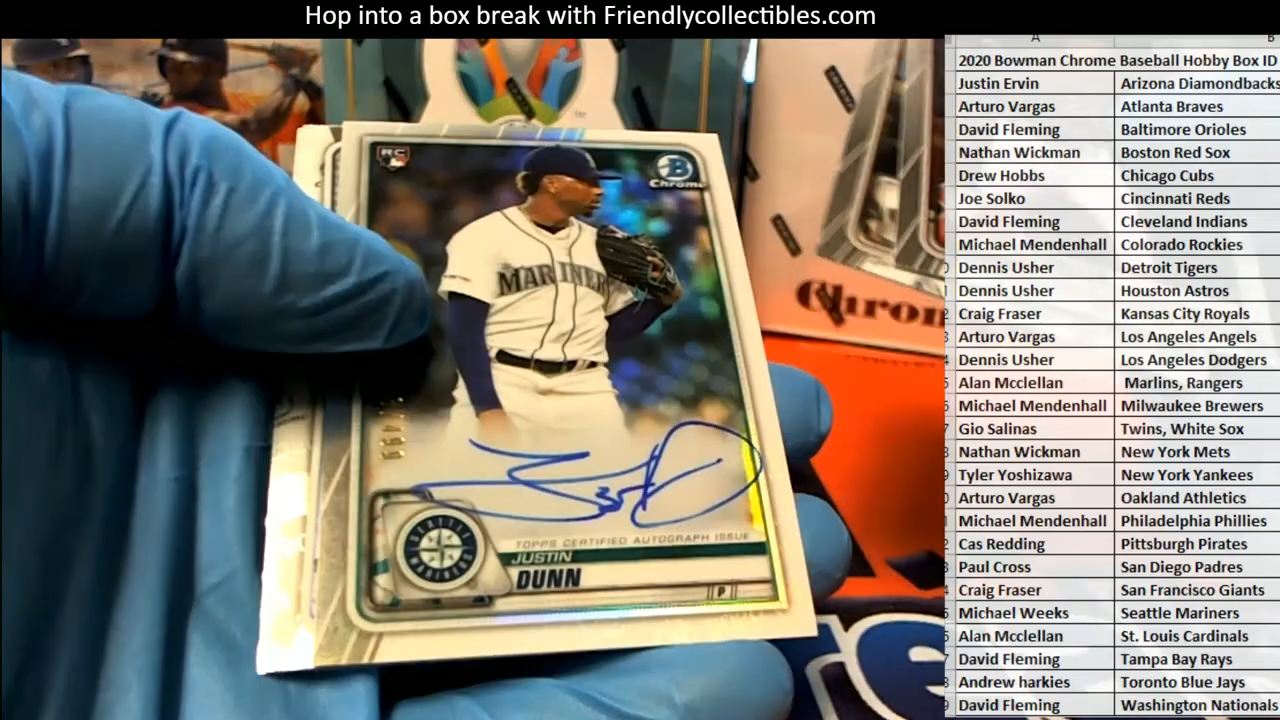 Hop into a box break with Friendlycollectibles.com
A B
2020 Bowman Chrome Baseball Hobby Box ID
Justin Ervin Arizona Diamondbacks
Arturo Vargas Atlanta Braves
David Fleming Baltimore Orioles
Nathan Wickman Boston Red Sox
Drew Hobbs Chicago Cubs
Joe Solko Cincinnati Reds
David Fleming Cleveland Indians
Michael Mendenhall Colorado Rockies
Dennis Usher Detroit Tigers
Dennis Usher Houston Astros
Craig Fraser Kansas City Royals
Arturo Vargas Los Angeles Angels
Dennis Usher Los Angeles Dodgers
Alan Mcclellan Marlins, Rangers
Michael Mendenhall Milwaukee Brewers
Gio Salinas Twins, White Sox
Nathan Wickman New York Mets
Tyler Yoshizawa New York Yankees
Arturo Vargas Oakland Athletics
Michael Mendenhall Philadelphia Phillies
Cas Redding Pittsburgh Pirates
Paul Cross San Diego Padres
Craig Fraser San Francisco Giants
Michael Weeks Seattle Mariners
Alan Mcclellan St. Louis Cardinals
David Fleming Tampa Bay Rays
Andrew harkies Toronto Blue Jays
David Fleming Washington Nationals
RC
B
Chrome
MARINER
Chrom
/499
SEATTLE
MARINERS
TOPPS CERTIFIED AUTOGRAPH ISSUE
JUSTIN
DUNN
P